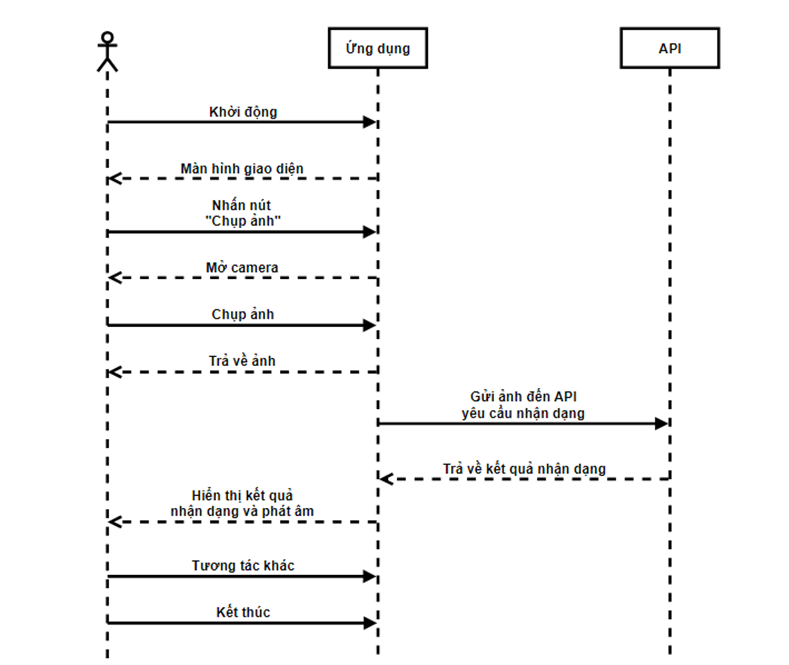 Ứng dụng
API
Khởi động
Màn hình giao diện
Nhấn nút
"Chụp ảnh"
Mở camera
Chụp ảnh
Trả về ảnh
Gửi ảnh đến API
yêu cầu nhận dạng
Trả về kết quả nhận dạng
Hiển thị kết quả
nhận dạng và phát âm
Tương tác khác
Kết thúc